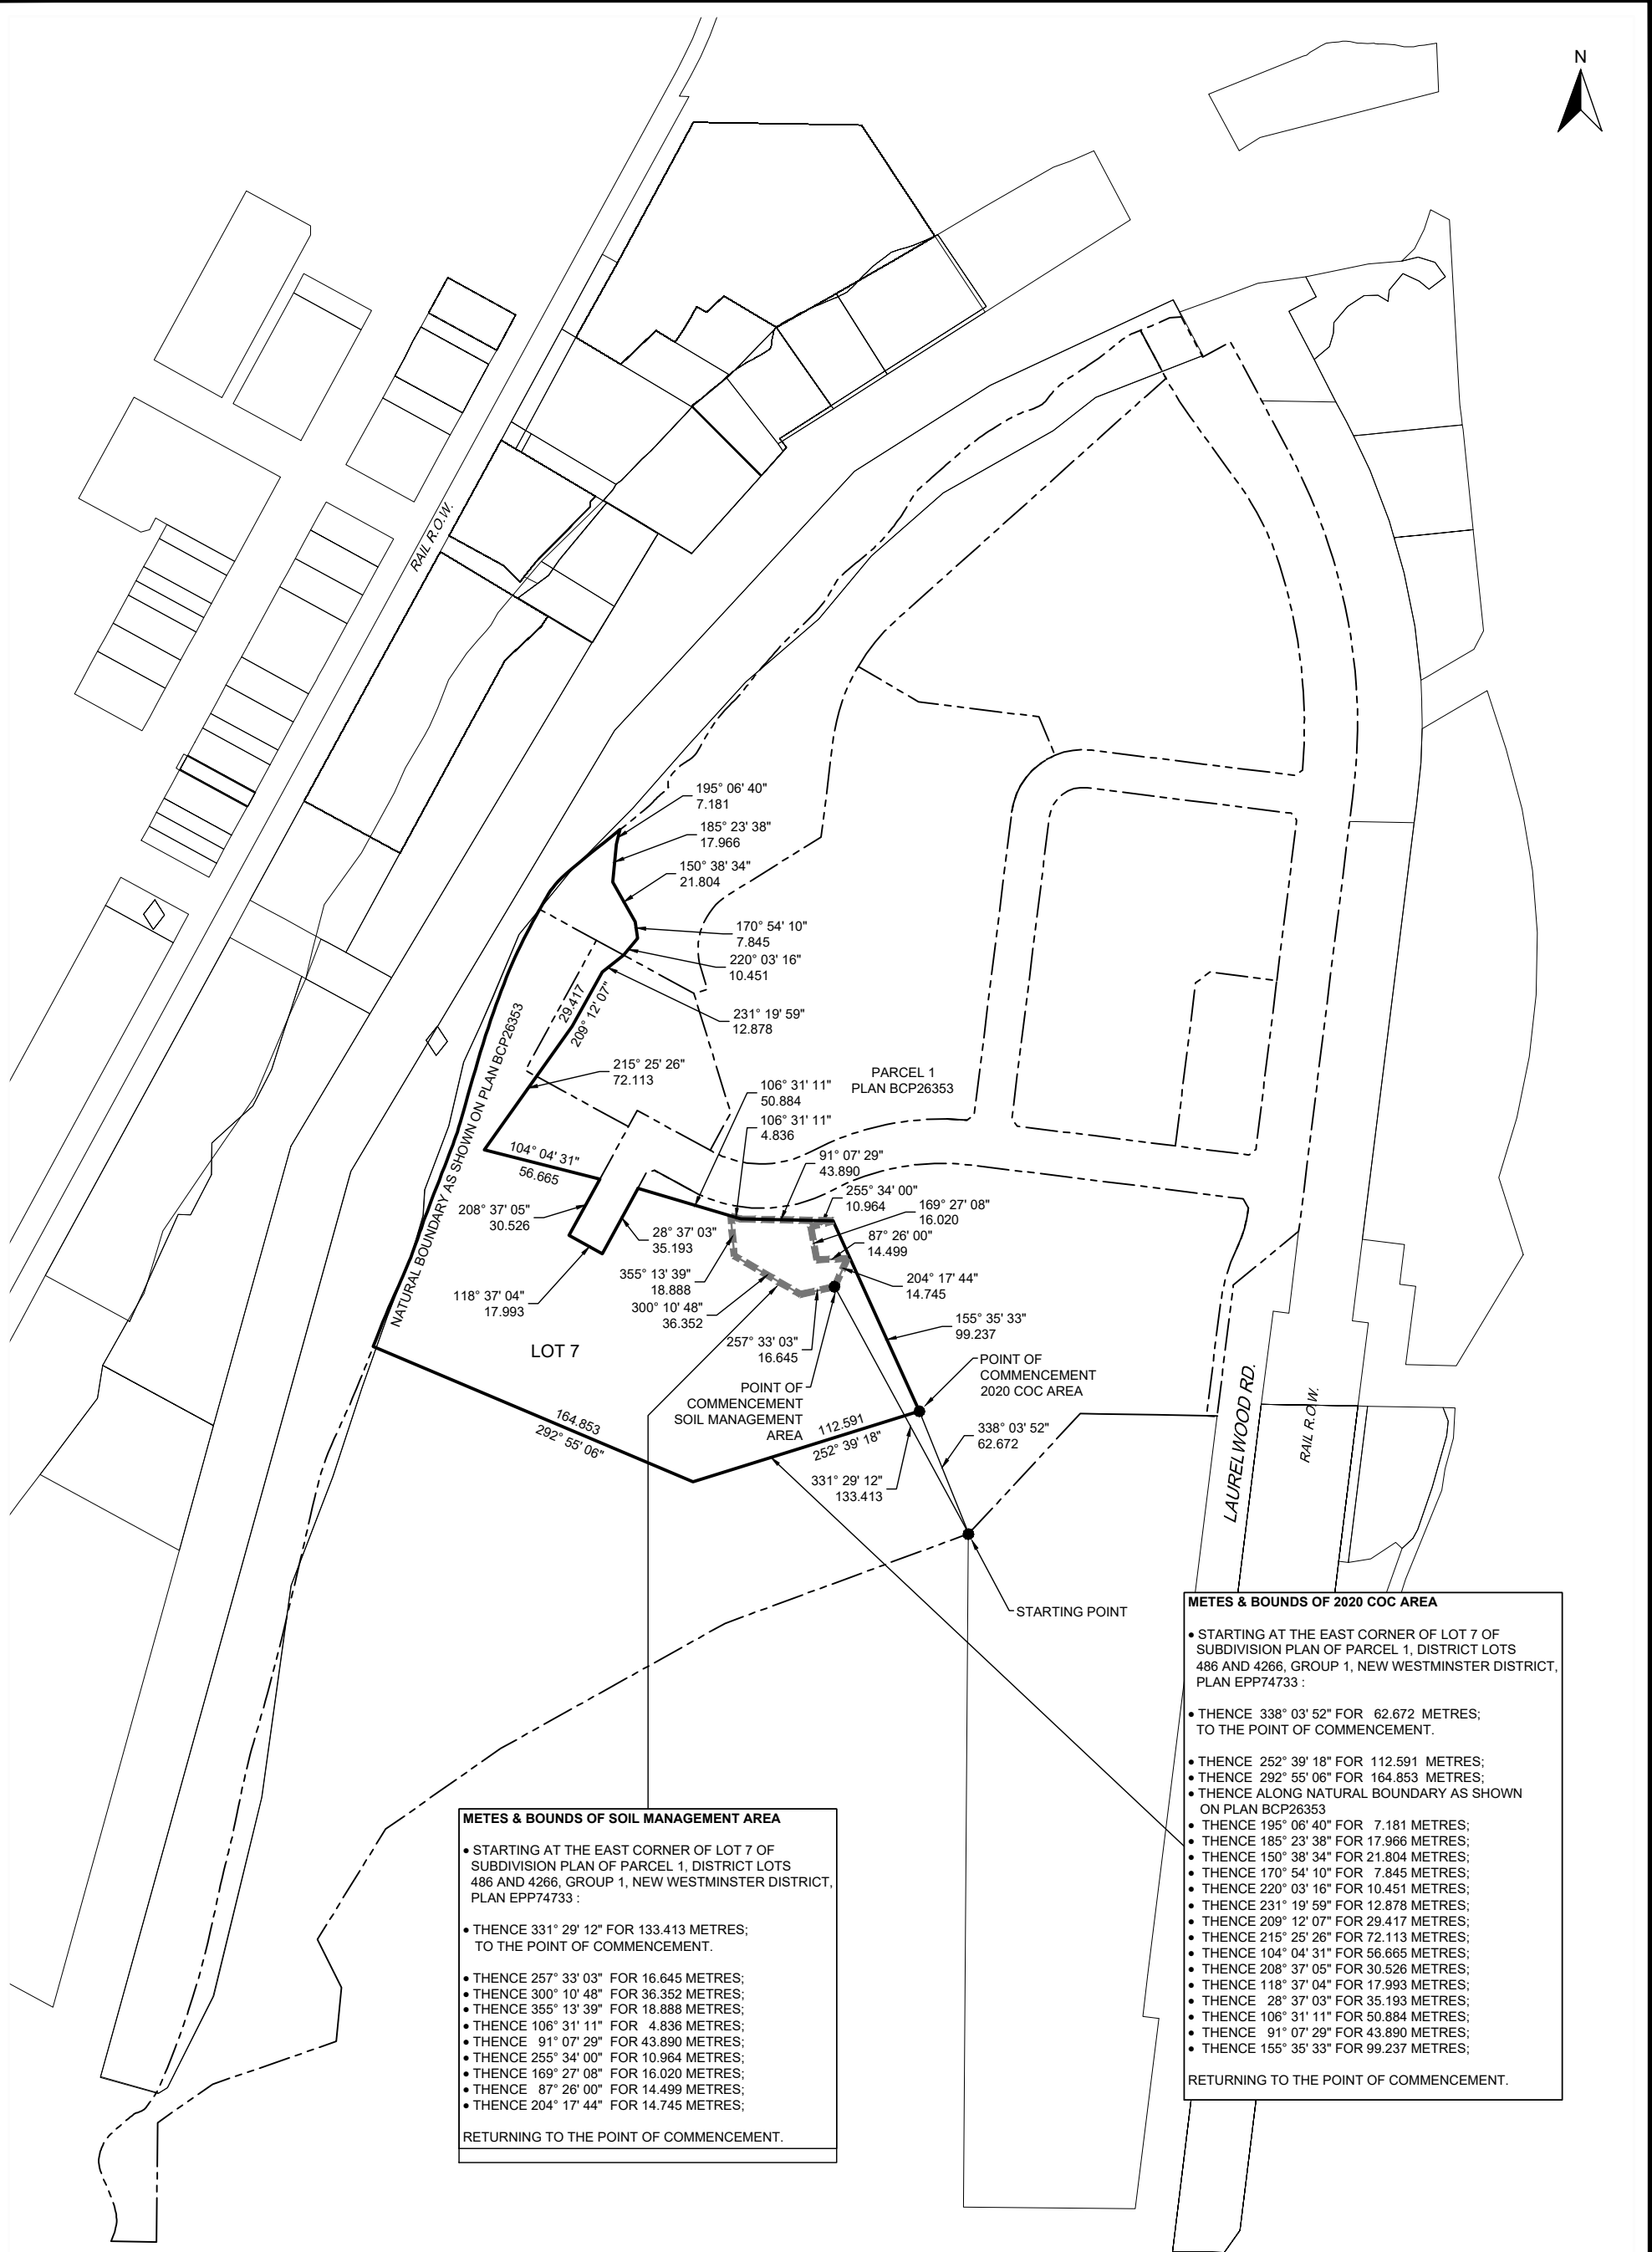 N
RAIL R.O.W.
195° 06' 40"
7.181
185° 23' 38"
17.966
150° 38' 34"
21.804
170° 54' 10"
7.845
220° 03' 16"
10.451
231° 19' 59"
12.878
29.417
209° 12' 07"
215° 25' 26"
72.113
NATURAL BOUNDARY AS SHOWN ON PLAN BCP26353
PARCEL 1
PLAN BCP26353
106° 31' 11"
50.884
106° 31' 11"
4.836
104° 04' 31"
56.665
91° 07' 29"
43.890
255° 34' 00"
10.964
169° 27' 08"
16.020
208° 37' 05"
30.526
28° 37' 03"
35.193
87° 26' 00"
14.499
355° 13' 39"
18.888
204° 17' 44"
14.745
118° 37' 04"
17.993
300° 10' 48"
36.352
155° 35' 33"
99.237
257° 33' 03"
16.645
LOT 7
POINT OF
COMMENCEMENT
2020 COC AREA
POINT OF
COMMENCEMENT
SOIL MANAGEMENT
AREA
164.853
292° 55' 06"
112.591
252° 39' 18"
338° 03' 52"
62.672
331° 29' 12"
133.413
LAURELWOOD RD.
RAIL R.O.W.
STARTING POINT
METES & BOUNDS OF 2020 COC AREA
• STARTING AT THE EAST CORNER OF LOT 7 OF
SUBDIVISION PLAN OF PARCEL 1, DISTRICT LOTS
486 AND 4266, GROUP 1, NEW WESTMINSTER DISTRICT,
PLAN EPP74733 :
• THENCE 338° 03' 52" FOR 62.672 METRES;
TO THE POINT OF COMMENCEMENT.
• THENCE 252° 39' 18" FOR 112.591 METRES;
• THENCE 292° 55' 06" FOR 164.853 METRES;
• THENCE ALONG NATURAL BOUNDARY AS SHOWN
ON PLAN BCP26353
• THENCE 195° 06' 40" FOR 7.181 METRES;
• THENCE 185° 23' 38" FOR 17.966 METRES;
• THENCE 150° 38' 34" FOR 21.804 METRES;
• THENCE 170° 54' 10" FOR 7.845 METRES;
• THENCE 220° 03' 16" FOR 10.451 METRES;
• THENCE 231° 19' 59" FOR 12.878 METRES;
• THENCE 209° 12' 07" FOR 29.417 METRES;
• THENCE 215° 25' 26" FOR 72.113 METRES;
• THENCE 104° 04' 31" FOR 56.665 METRES;
• THENCE 208° 37' 05" FOR 30.526 METRES;
• THENCE 118° 37' 04" FOR 17.993 METRES;
• THENCE 28° 37' 03" FOR 35.193 METRES;
• THENCE 106° 31' 11" FOR 50.884 METRES;
• THENCE 91° 07' 29" FOR 43.890 METRES;
• THENCE 155° 35' 33" FOR 99.237 METRES;
RETURNING TO THE POINT OF COMMENCEMENT.
METES & BOUNDS OF SOIL MANAGEMENT AREA
• STARTING AT THE EAST CORNER OF LOT 7 OF
SUBDIVISION PLAN OF PARCEL 1, DISTRICT LOTS
486 AND 4266, GROUP 1, NEW WESTMINSTER DISTRICT,
PLAN EPP74733 :
• THENCE 331° 29' 12" FOR 133.413 METRES;
TO THE POINT OF COMMENCEMENT.
• THENCE 257° 33' 03" FOR 16.645 METRES;
• THENCE 300° 10' 48" FOR 36.352 METRES;
• THENCE 355° 13' 39" FOR 18.888 METRES;
• THENCE 106° 31' 11" FOR 4.836 METRES;
• THENCE 91° 07' 29" FOR 43.890 METRES;
• THENCE 255° 34' 00" FOR 10.964 METRES;
• THENCE 169° 27' 08" FOR 16.020 METRES;
• THENCE 87° 26' 00" FOR 14.499 METRES;
• THENCE 204° 17' 44" FOR 14.745 METRES;
RETURNING TO THE POINT OF COMMENCEMENT.